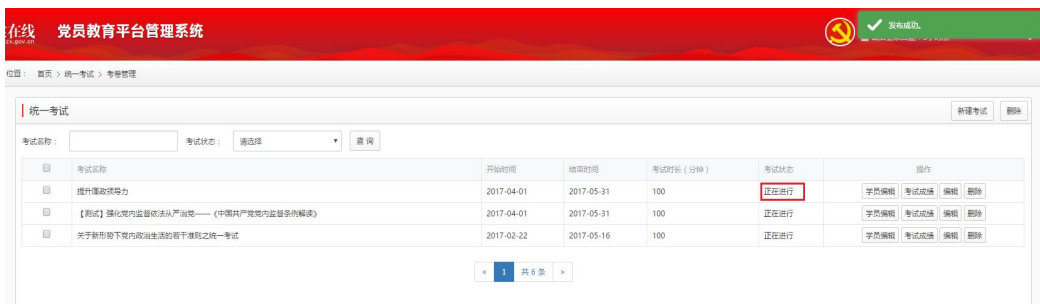 在线 党员教育平台管理系统 发布成功。
位置： 首页 > 统一考试 > 考卷管理
统一考试 新建考试 删除
考试名称： 考试状态： 请选择 查 询
考试名称 开始时间 结束时间 考试时长（分钟） 考试状态 操作
提升廉政领导力 2017-04-01 2017-05-31 100 正在进行 学员编辑 考试成绩 编辑 删除
【测试】强化党内监督依法从严治党——《中国共产党党内监督条例解读》 2017-04-01 2017-05-31 100 正在进行 学员编辑 考试成绩 编辑 删除
关于新形势下党内政治生活的若干准则之统一考试 2017-02-22 2017-05-16 100 正在进行 学员编辑 考试成绩 编辑 删除
« 1 共 6 条 »